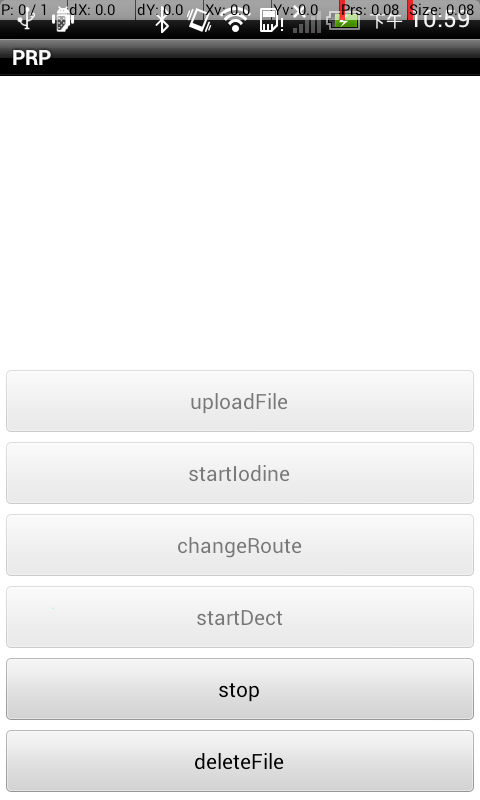 P: 0 / 1 dX: 0.0 dY: 0.0 Xv: 0.0 Yv: 0.0 Prs: 0.08 Size: 0.08
下午 10:59
PRP
uploadFile
startIodine
changeRoute
startDect
stop
deleteFile